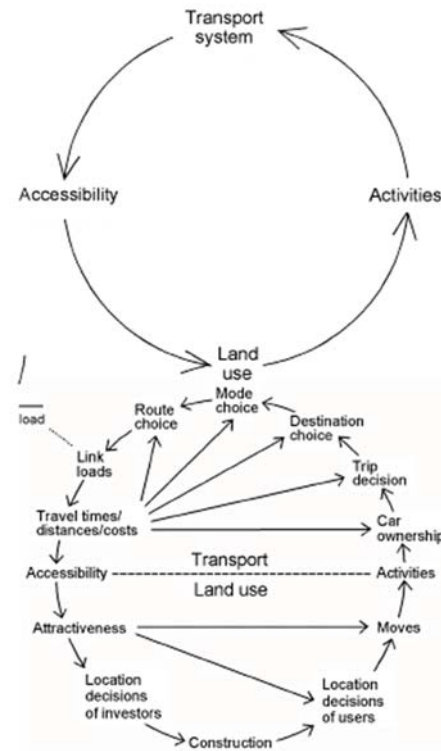 Transport
system
Accessibility
Activities
Land
use
Mode
choice
Route
choice
Destination
choice
load
Link
loads
Trip
decision
Travel times/
distances/costs
Car
ownership
Transport
Accessibility
Activities
Land use
Attractiveness
Moves
Location
decisions
of investors
Location
decisions
of users
Construction